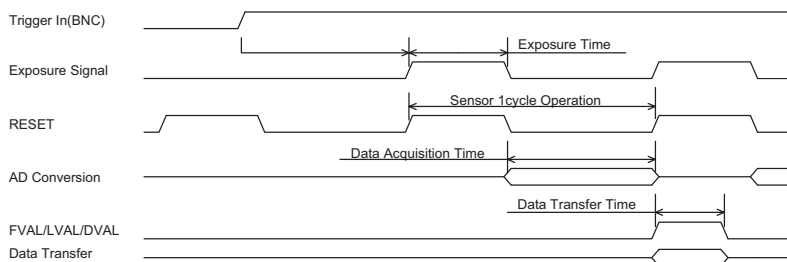 Trigger In(BNC)
Exposure Time
Exposure Signal
Sensor 1cycle Operation
RESET
Data Acquisition Time
AD Conversion
Data Transfer Time
FVAL/LVAL/DVAL
Data Transfer